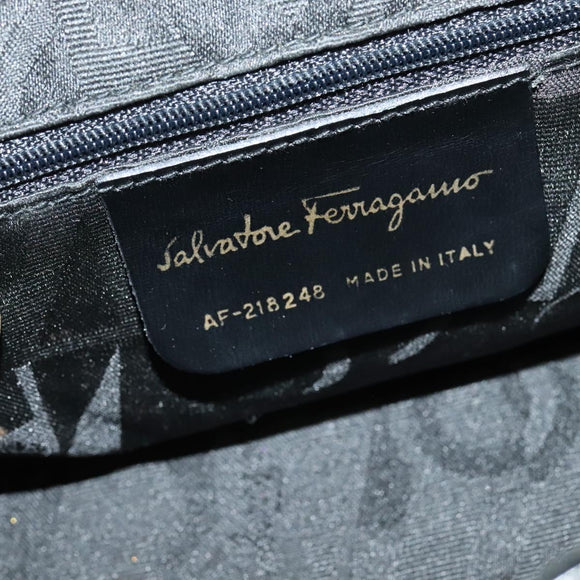 Salvatore Ferragamo
AF-218248 MADE IN ITALY